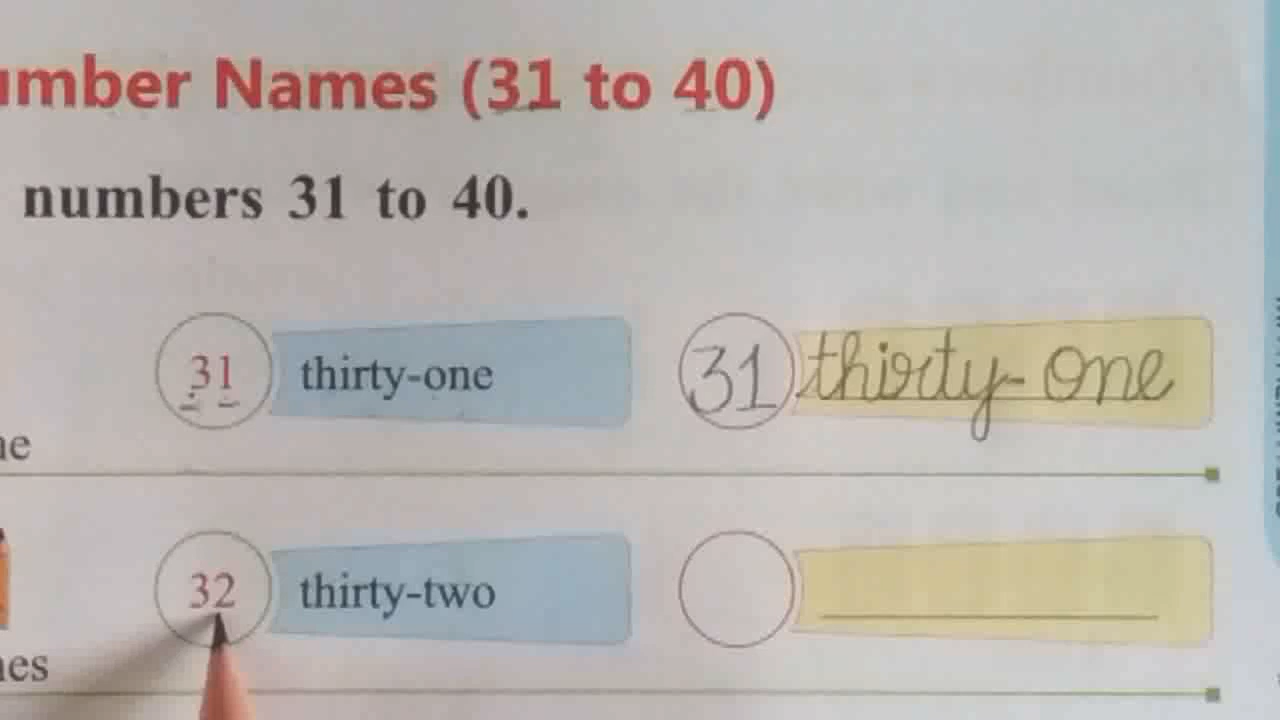 umber Names (31 to 40)
numbers 31 to 40.
31 thirty-one 31 thirty-one
ne
32 thirty-two
nes